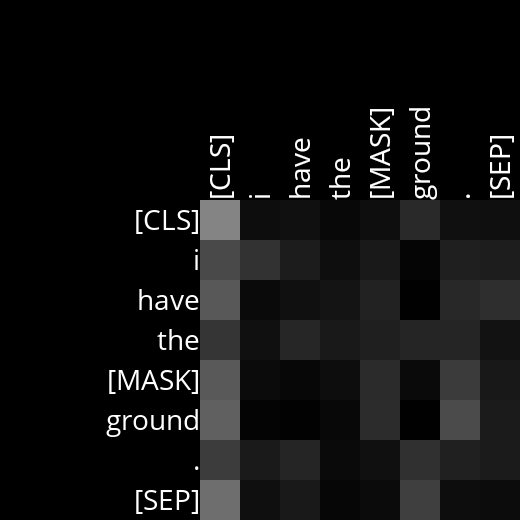 [CLS] i have the [MASK] ground . [SEP]
[CLS]
i
have
the
[MASK]
ground
.
[SEP]